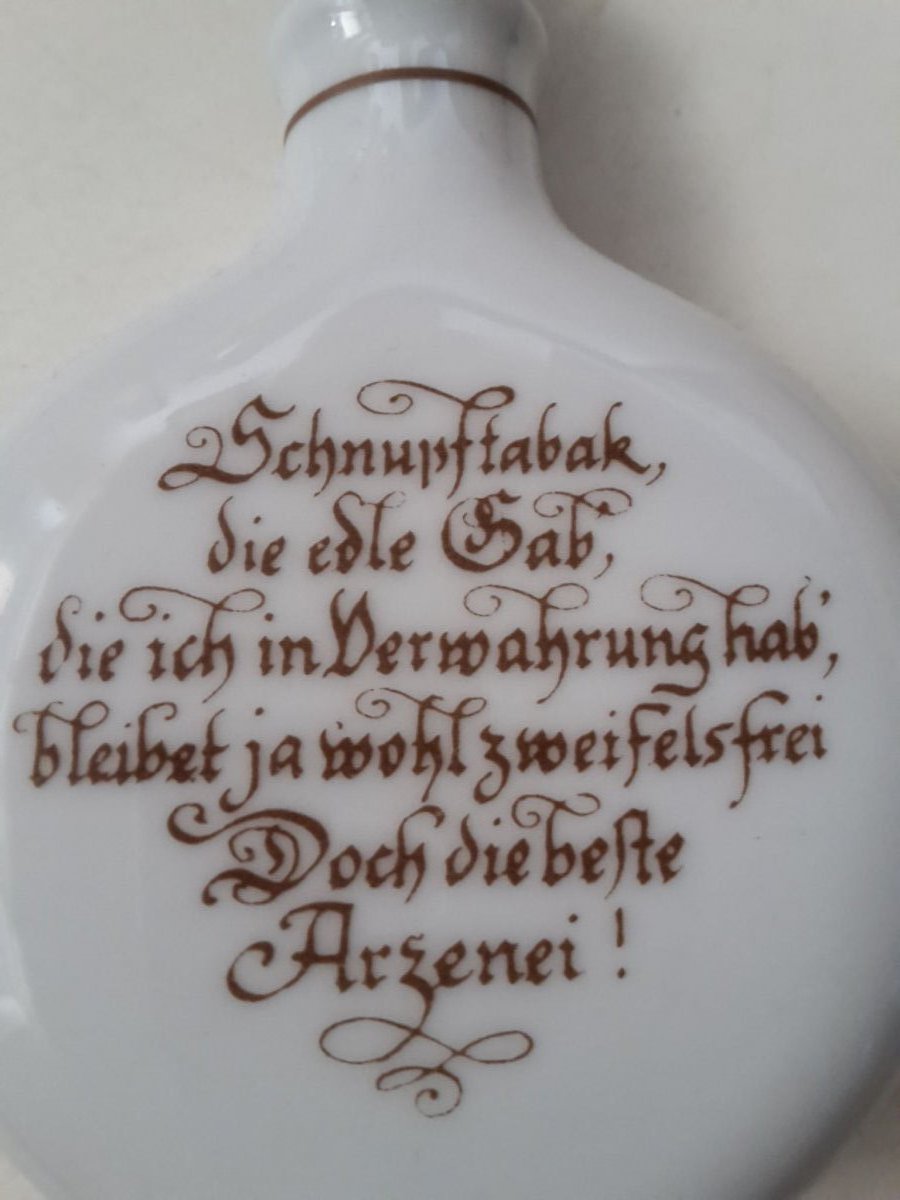 Schnupftabak,
die edle Gab',
die ich in Verwahrung hab',
bleibet ja wohl zweifelsfrei
Doch die beste
Arzenei !